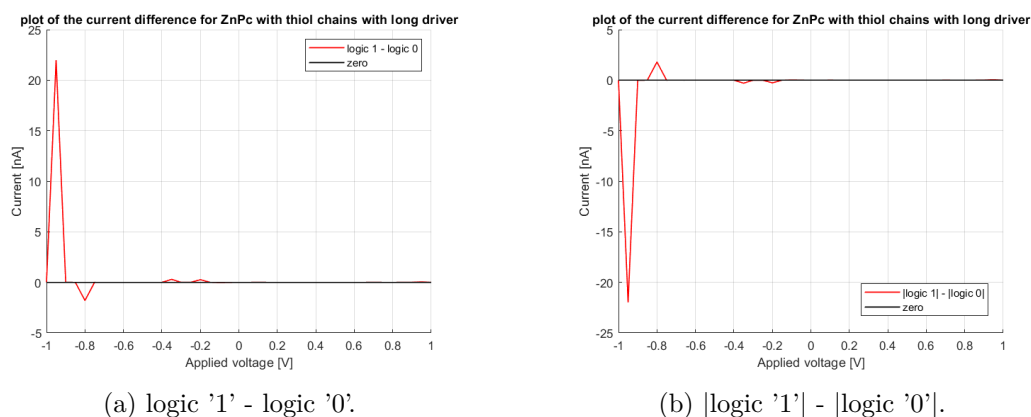 plot of the current difference for ZnPc with thiol chains with long driver
25
20
15
10
5
0
-5
Current [nA]
logic 1 - logic 0
zero
-1 -0.8 -0.6 -0.4 -0.2 0 0.2 0.4 0.6 0.8 1
Applied voltage [V]
(a) logic '1' - logic '0'.
plot of the current difference for ZnPc with thiol chains with long driver
5
0
-5
-10
-15
-20
-25
Current [nA]
|logic 1| - |logic 0|
zero
-1 -0.8 -0.6 -0.4 -0.2 0 0.2 0.4 0.6 0.8 1
Applied voltage [V]
(b) |logic '1'| - |logic '0'|.